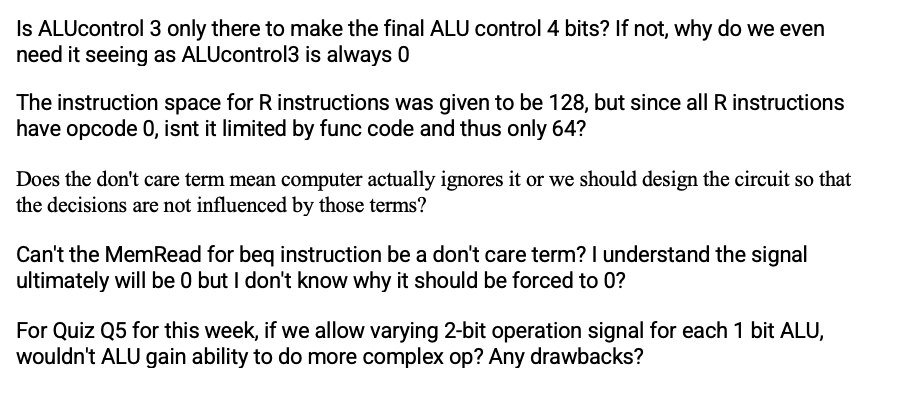 Is ALUcontrol 3 only there to make the final ALU control 4 bits? If not, why do we even
need it seeing as ALUcontrol3 is always 0
The instruction space for R instructions was given to be 128, but since all R instructions
have opcode 0, isnt it limited by func code and thus only 64?
Does the don't care term mean computer actually ignores it or we should design the circuit so that
the decisions are not influenced by those terms?
Can't the MemRead for beq instruction be a don't care term? I understand the signal
ultimately will be 0 but I don't know why it should be forced to 0?
For Quiz Q5 for this week, if we allow varying 2-bit operation signal for each 1 bit ALU,
wouldn't ALU gain ability to do more complex op? Any drawbacks?